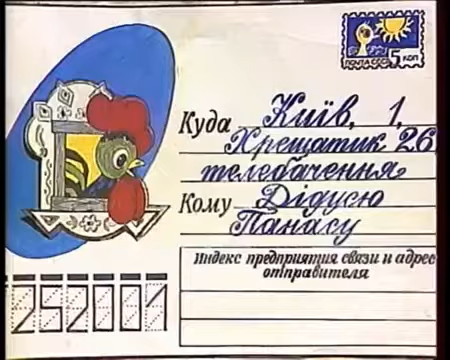 ПОЧТА СССР
5 КОП
Куда Київ, 1,
Хрещатик 26
телебачення
Кому Дідусю
Панасу
Индекс предприятия связи и адрес
отправителя
252001